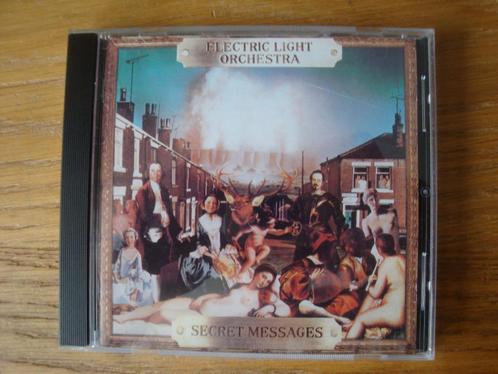 ELECTRIC LIGHT
ORCHESTRA
SECRET MESSAGES